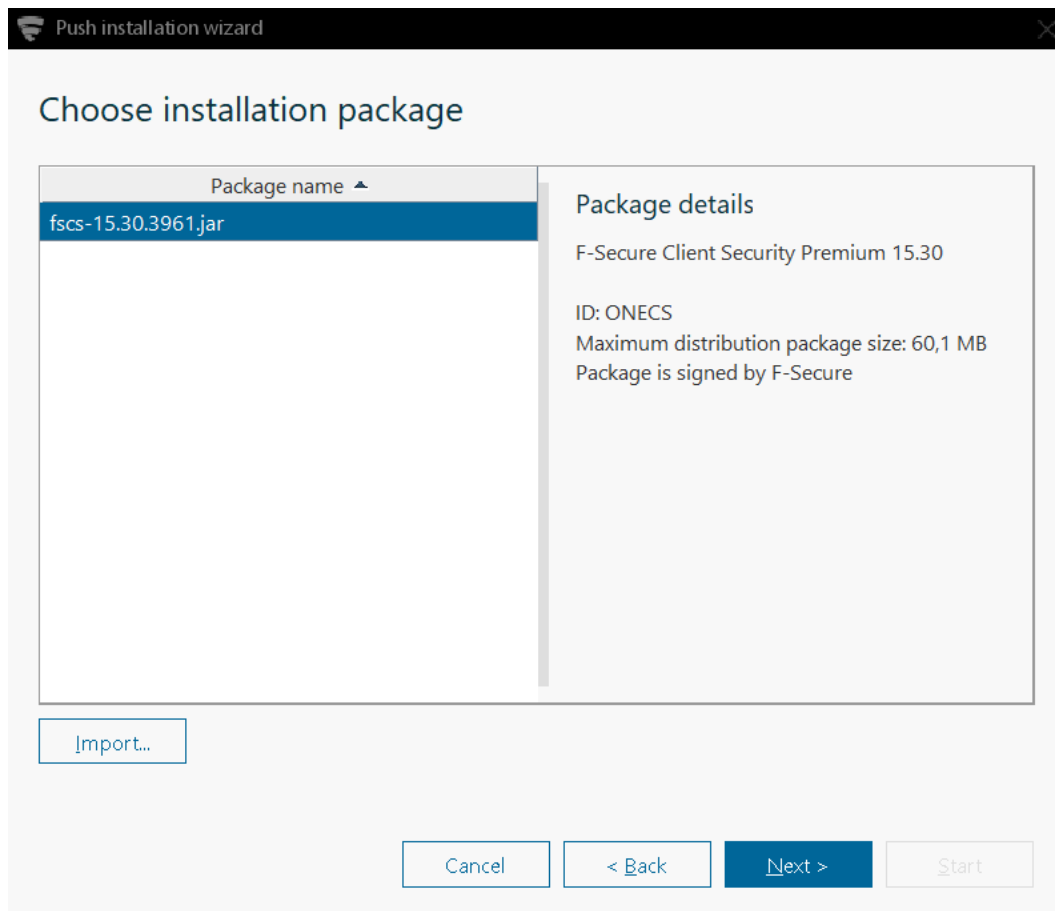 Push installation wizard
Choose installation package
Package name
fscs-15.30.3961.jar
Package details
F-Secure Client Security Premium 15.30
ID: ONECS
Maximum distribution package size: 60,1 MB
Package is signed by F-Secure
Import...
Cancel
< Back
Next >
Start